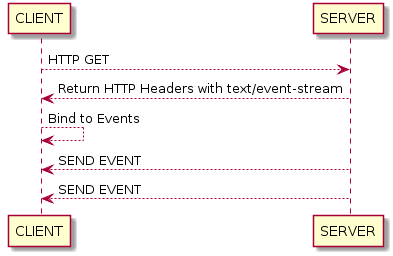 CLIENT
SERVER
HTTP GET
Return HTTP Headers with text/event-stream
Bind to Events
SEND EVENT
SEND EVENT
CLIENT
SERVER